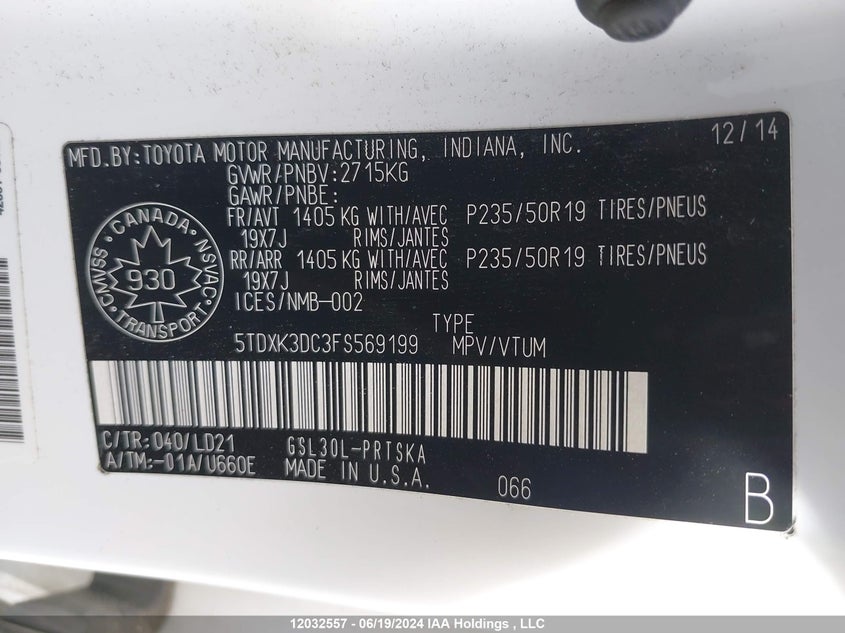 MFD.BY:TOYOTA MOTOR MANUFACTURING, INDIANA, INC. 12/14
GVWR/PNBV:2715KG
GAWR/PNBE:
FR/AVT 1405 KG WITH/AVEC P235/50R19 TIRES/PNEUS
19X7J RIMS/JANTES
RR/ARR 1405 KG WITH/AVEC P235/50R19 TIRES/PNEUS
19X7J RIMS/JANTES
ICES/NMB-002
CANADA
CMVSS 930 NSVAC
TRANSPORT
TYPE
5TDXK3DC3FS569199 MPV/VTUM
C/TR: 040/LD21 GSL30L-PRTSKA
A/TM:-01A/U660E MADE IN U.S.A. 066
B
12032557 - 06/19/2024 IAA Holdings , LLC